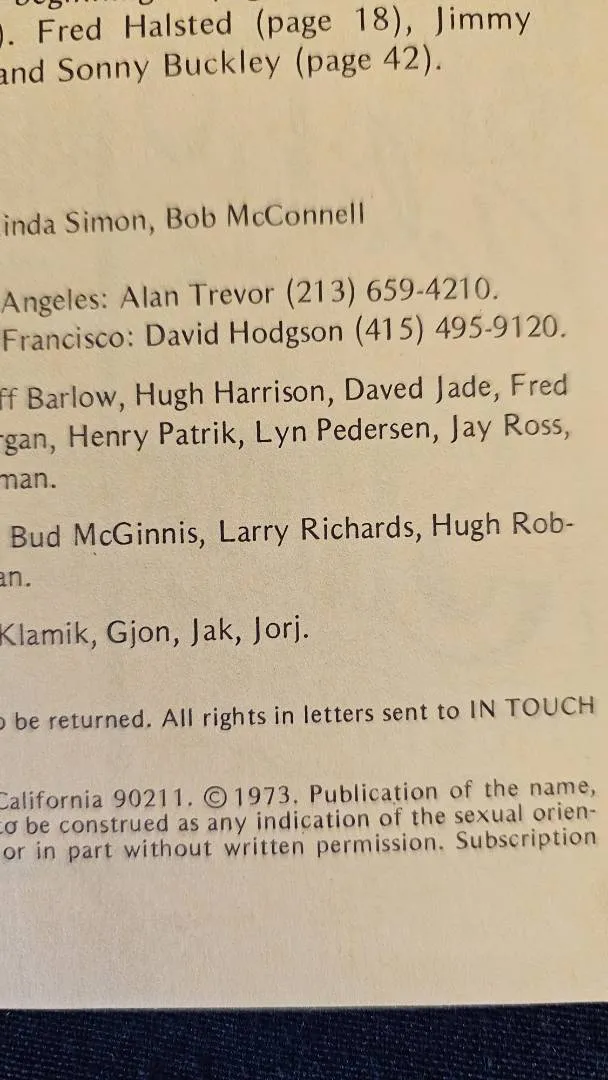 ). Fred Halsted (page 18), Jimmy
and Sonny Buckley (page 42).
inda Simon, Bob McConnell
Angeles: Alan Trevor (213) 659-4210.
Francisco: David Hodgson (415) 495-9120.
ff Barlow, Hugh Harrison, Daved Jade, Fred
rgan, Henry Patrik, Lyn Pedersen, Jay Ross,
man.
Bud McGinnis, Larry Richards, Hugh Rob-
an.
Klamik, Gjon, Jak, Jorj.
o be returned. All rights in letters sent to IN TOUCH
California 90211. © 1973. Publication of the name,
to be construed as any indication of the sexual orien-
or in part without written permission. Subscription